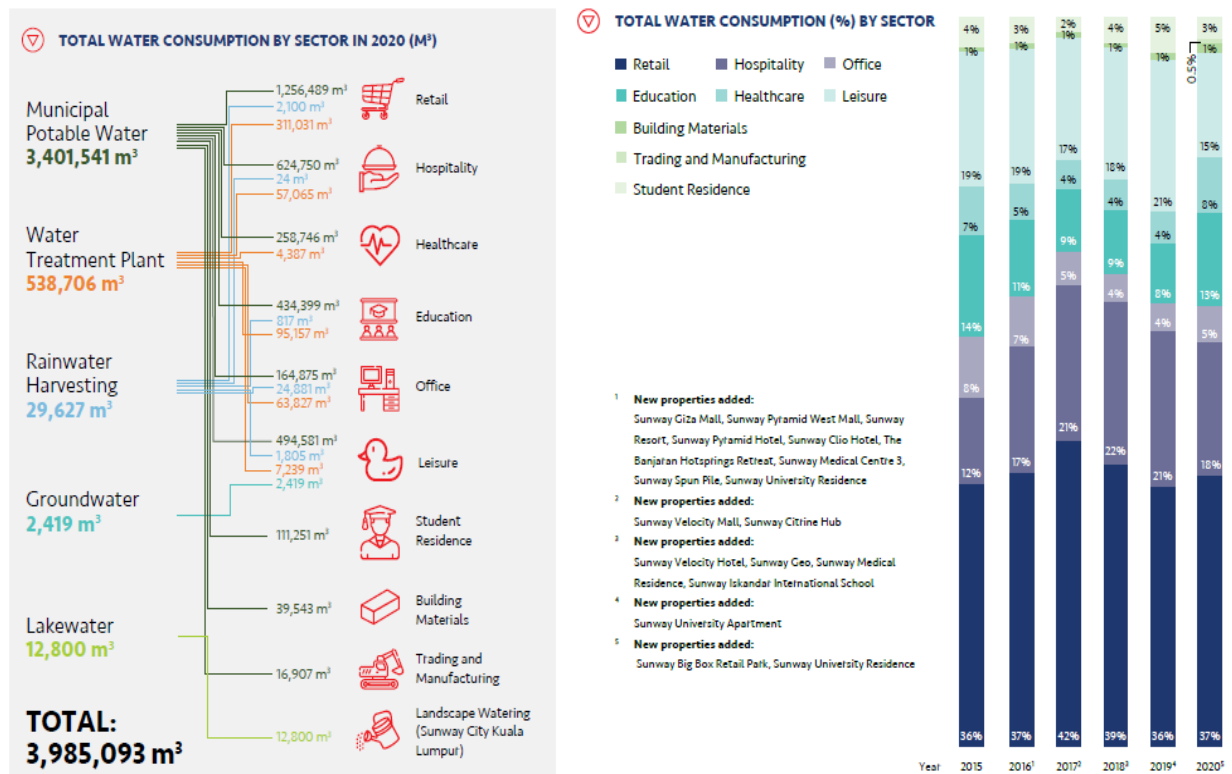 TOTAL WATER CONSUMPTION BY SECTOR IN 2020 (M³)
Municipal
Potable Water
3,401,541 m³
Water
Treatment Plant
538,706 m³
Rainwater
Harvesting
29,627 m³
Groundwater
2,419 m³
Lakewater
12,800 m³
TOTAL:
3,985,093 m³
1,256,489 m³
2,100 m³
311,031 m³
Retail
624,750 m³
24 m³
57,065 m³
Hospitality
258,746 m³
4,387 m³
Healthcare
434,399 m³
817 m³
95,157 m³
Education
164,875 m³
24,881 m³
63,827 m³
Office
494,581 m³
1,805 m³
7,239 m³
2,419 m³
Leisure
111,251 m³
Student
Residence
39,543 m³
Building
Materials
16,907 m³
Trading and
Manufacturing
12,800 m³
Landscape Watering
(Sunway City Kuala
Lumpur)
TOTAL WATER CONSUMPTION (%) BY SECTOR
Retail Hospitality Office
Education Healthcare Leisure
Building Materials
Trading and Manufacturing
Student Residence
¹ New properties added:
Sunway Giza Mall, Sunway Pyramid West Mall, Sunway
Resort, Sunway Pyramid Hotel, Sunway Clio Hotel, The
Banjaran Hotsprings Retreat, Sunway Medical Centre 3,
Sunway Spun Pile, Sunway University Residence
² New properties added:
Sunway Velocity Mall, Sunway Citrine Hub
³ New properties added:
Sunway Velocity Hotel, Sunway Geo, Sunway Medical
Residence, Sunway Iskandar International School
⁴ New properties added:
Sunway University Apartment
⁵ New properties added:
Sunway Big Box Retail Park, Sunway University Residence
4%
1%
19%
7%
14%
8%
12%
36%
3%
1%
19%
5%
11%
7%
17%
37%
2%
1%
17%
4%
9%
5%
21%
42%
4%
1%
18%
4%
9%
4%
22%
39%
5%
1%
21%
4%
8%
4%
21%
36%
3%
1%
0.5%
15%
8%
13%
5%
18%
37%
Year 2015 2016¹ 2017² 2018³ 2019⁴ 2020⁵